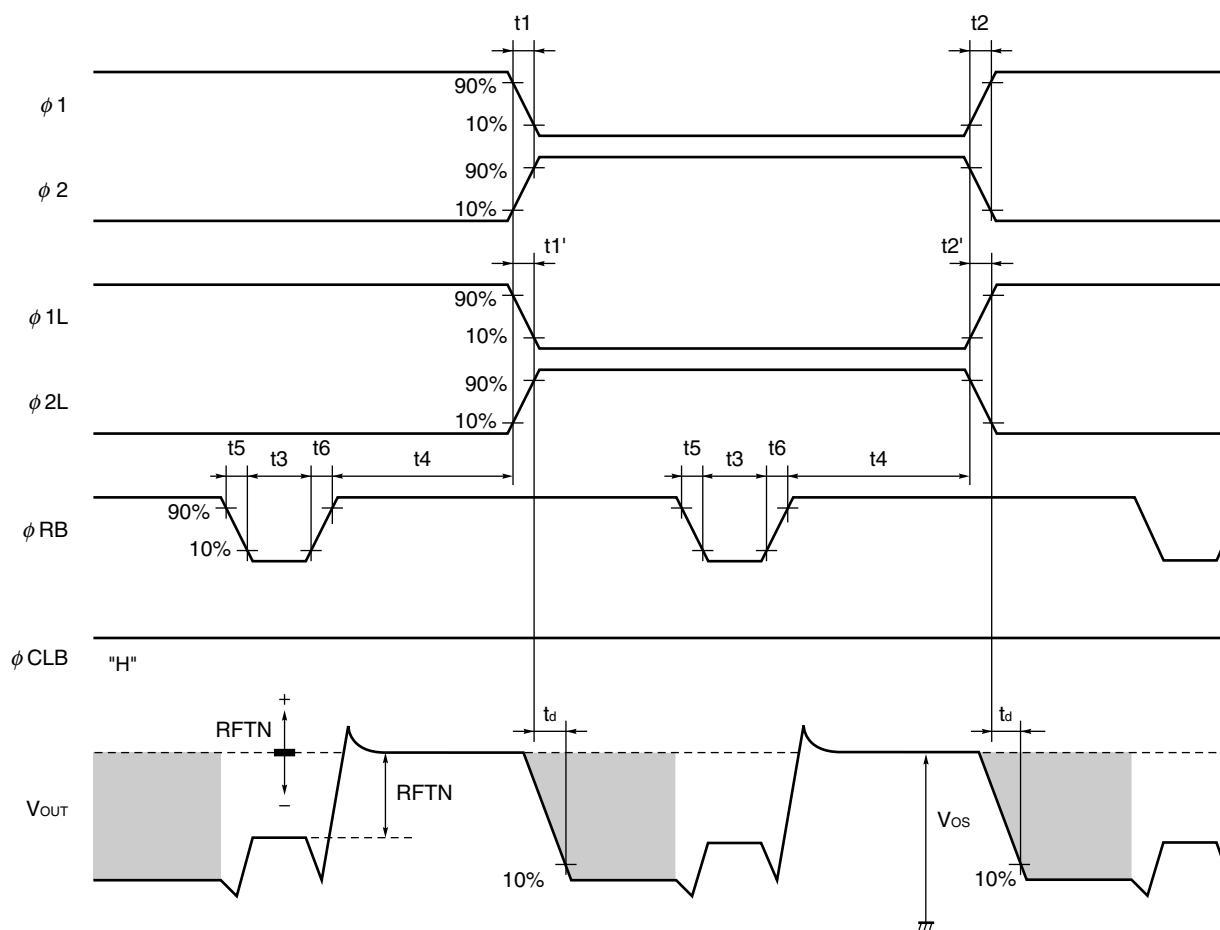 t1 t2
φ1 90% 10%
φ2 90% 10%
t1' t2'
φ1L 90% 10%
φ2L 90% 10%
t5 t3 t6 t4 t5 t3 t6 t4
φRB 90% 10%
φCLB "H"
+
RFTN
−
td td
RFTN
VOUT
VOS
10% 10%